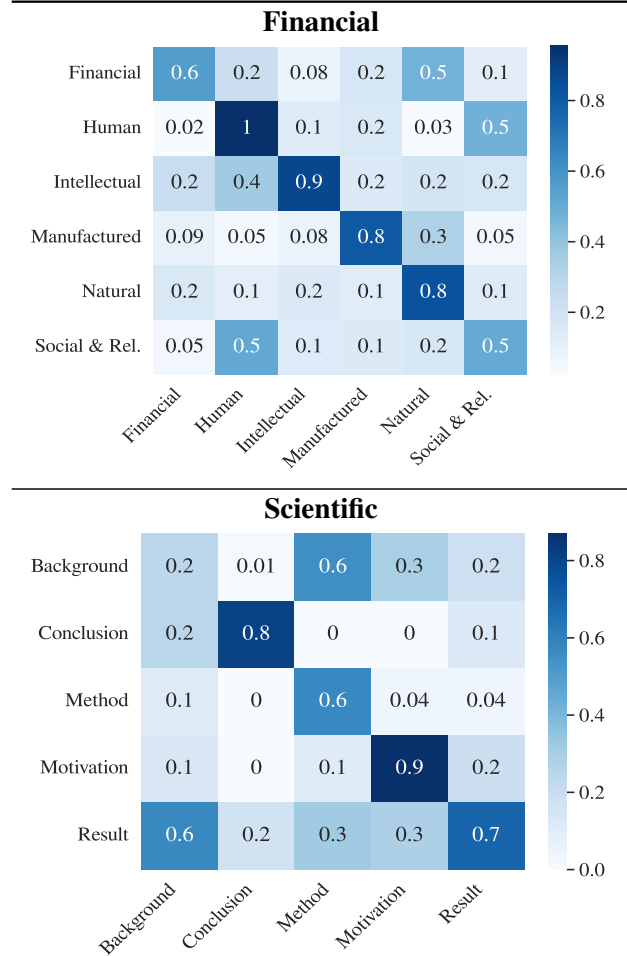 Financial
Financial 0.6 0.2 0.08 0.2 0.5 0.1
Human 0.02 1 0.1 0.2 0.03 0.5
Intellectual 0.2 0.4 0.9 0.2 0.2 0.2
Manufactured 0.09 0.05 0.08 0.8 0.3 0.05
Natural 0.2 0.1 0.2 0.1 0.8 0.1
Social & Rel. 0.05 0.5 0.1 0.1 0.2 0.5
Financial Human Intellectual Manufactured Natural Social & Rel.
0.8
0.6
0.4
0.2
Scientific
Background 0.2 0.01 0.6 0.3 0.2
Conclusion 0.2 0.8 0 0 0.1
Method 0.1 0 0.6 0.04 0.04
Motivation 0.1 0 0.1 0.9 0.2
Result 0.6 0.2 0.3 0.3 0.7
Background Conclusion Method Motivation Result
0.8
0.6
0.4
0.2
0.0